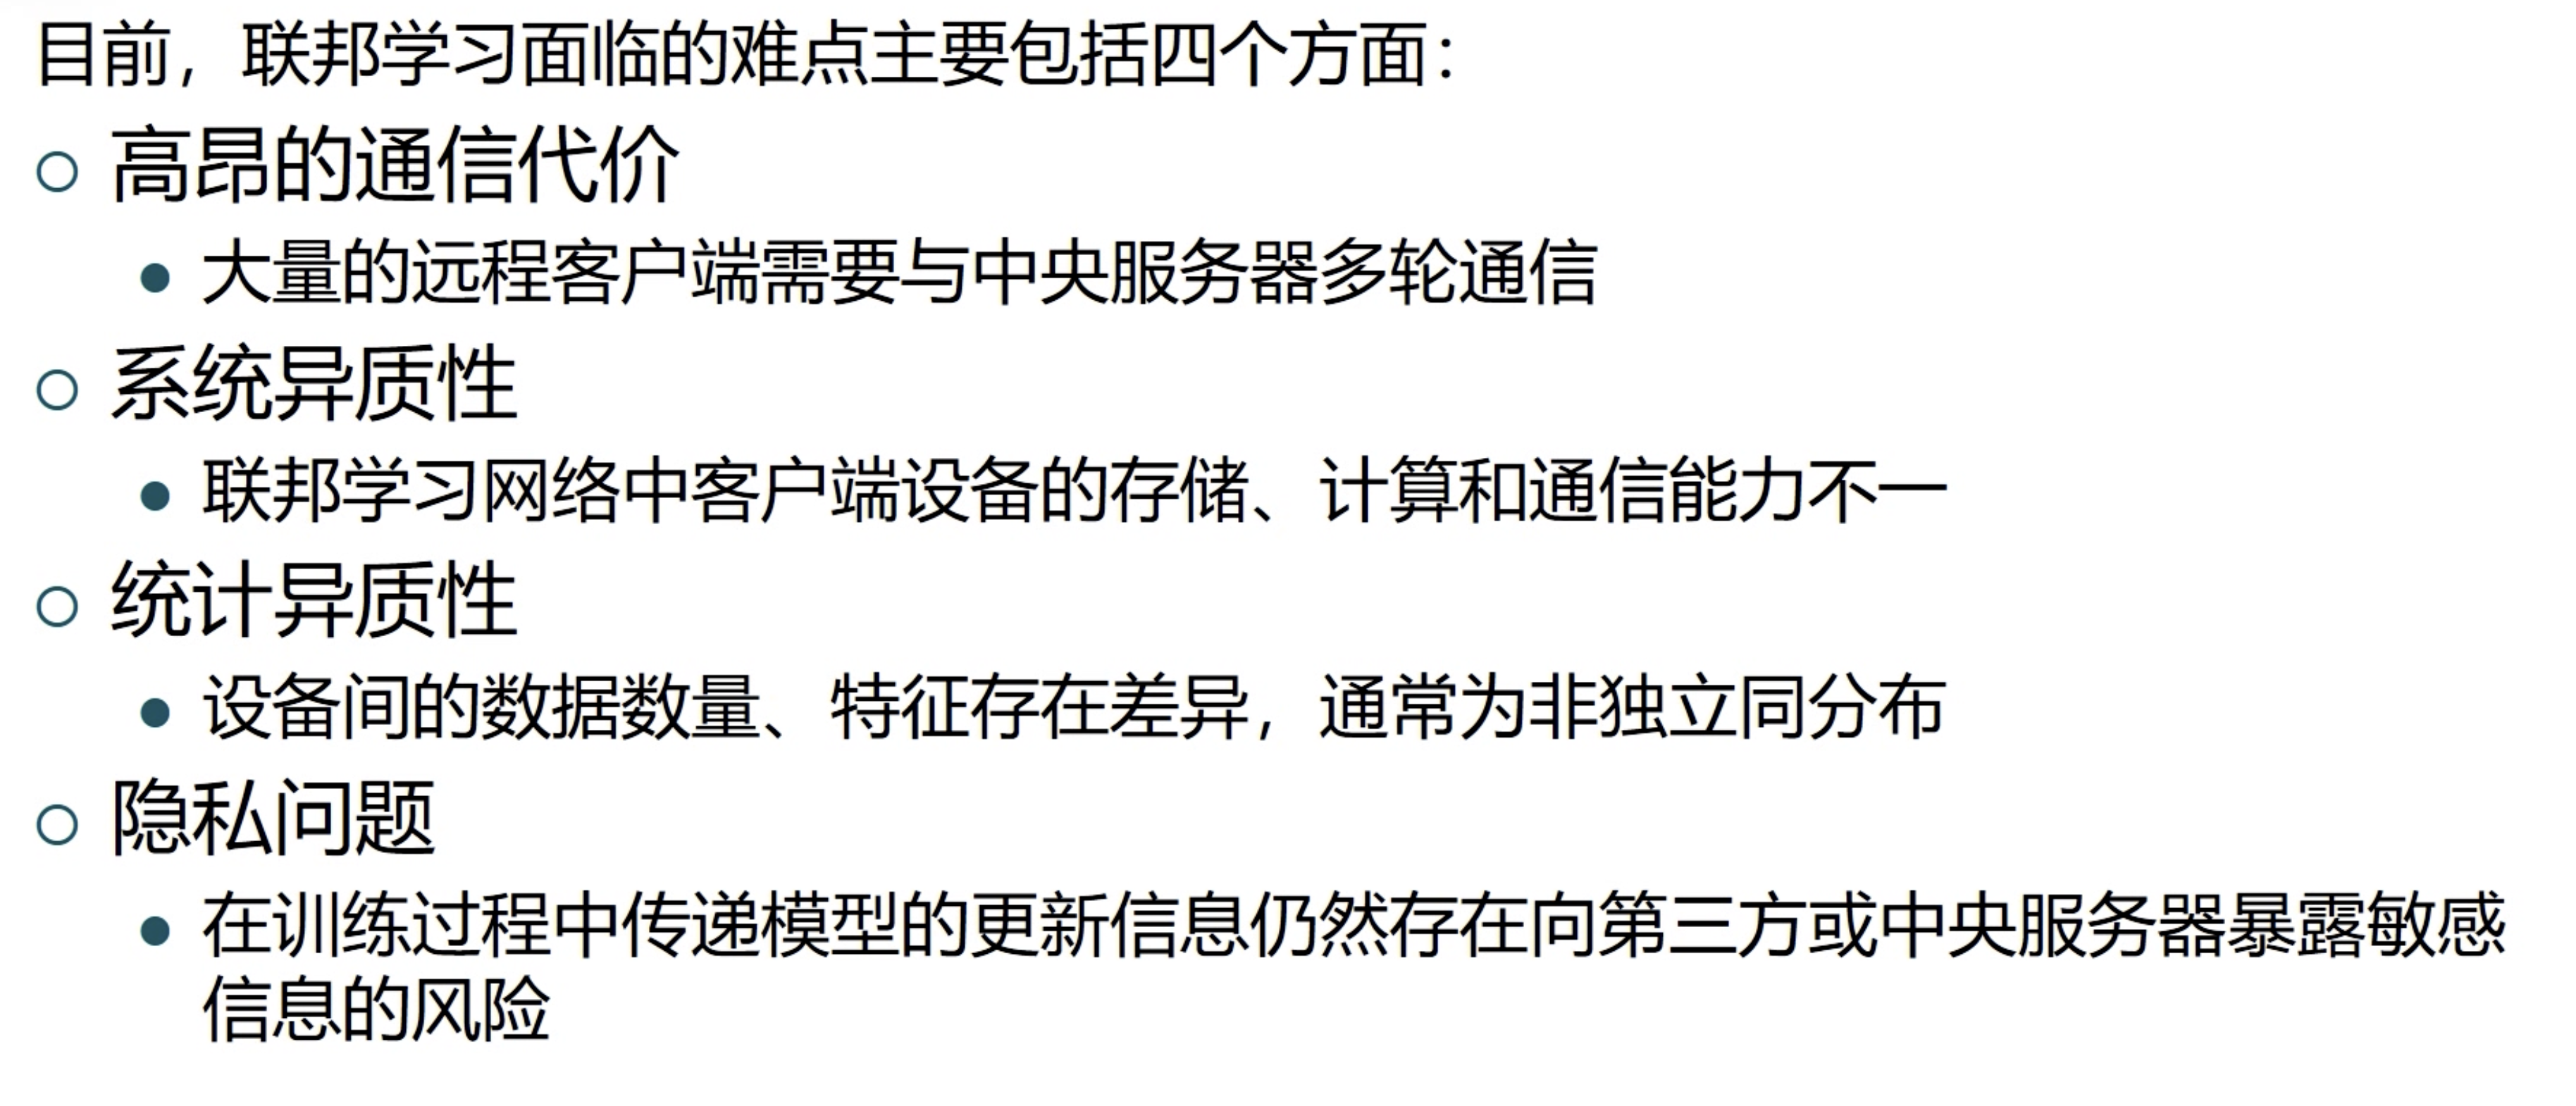 目前，联邦学习面临的难点主要包括四个方面：
高昂的通信代价
大量的远程客户端需要与中央服务器多轮通信
系统异质性
联邦学习网络中客户端设备的存储、计算和通信能力不一
统计异质性
设备间的数据数量、特征存在差异，通常为非独立同分布
隐私问题
在训练过程中传递模型的更新信息仍然存在向第三方或中央服务器暴露敏感
信息的风险